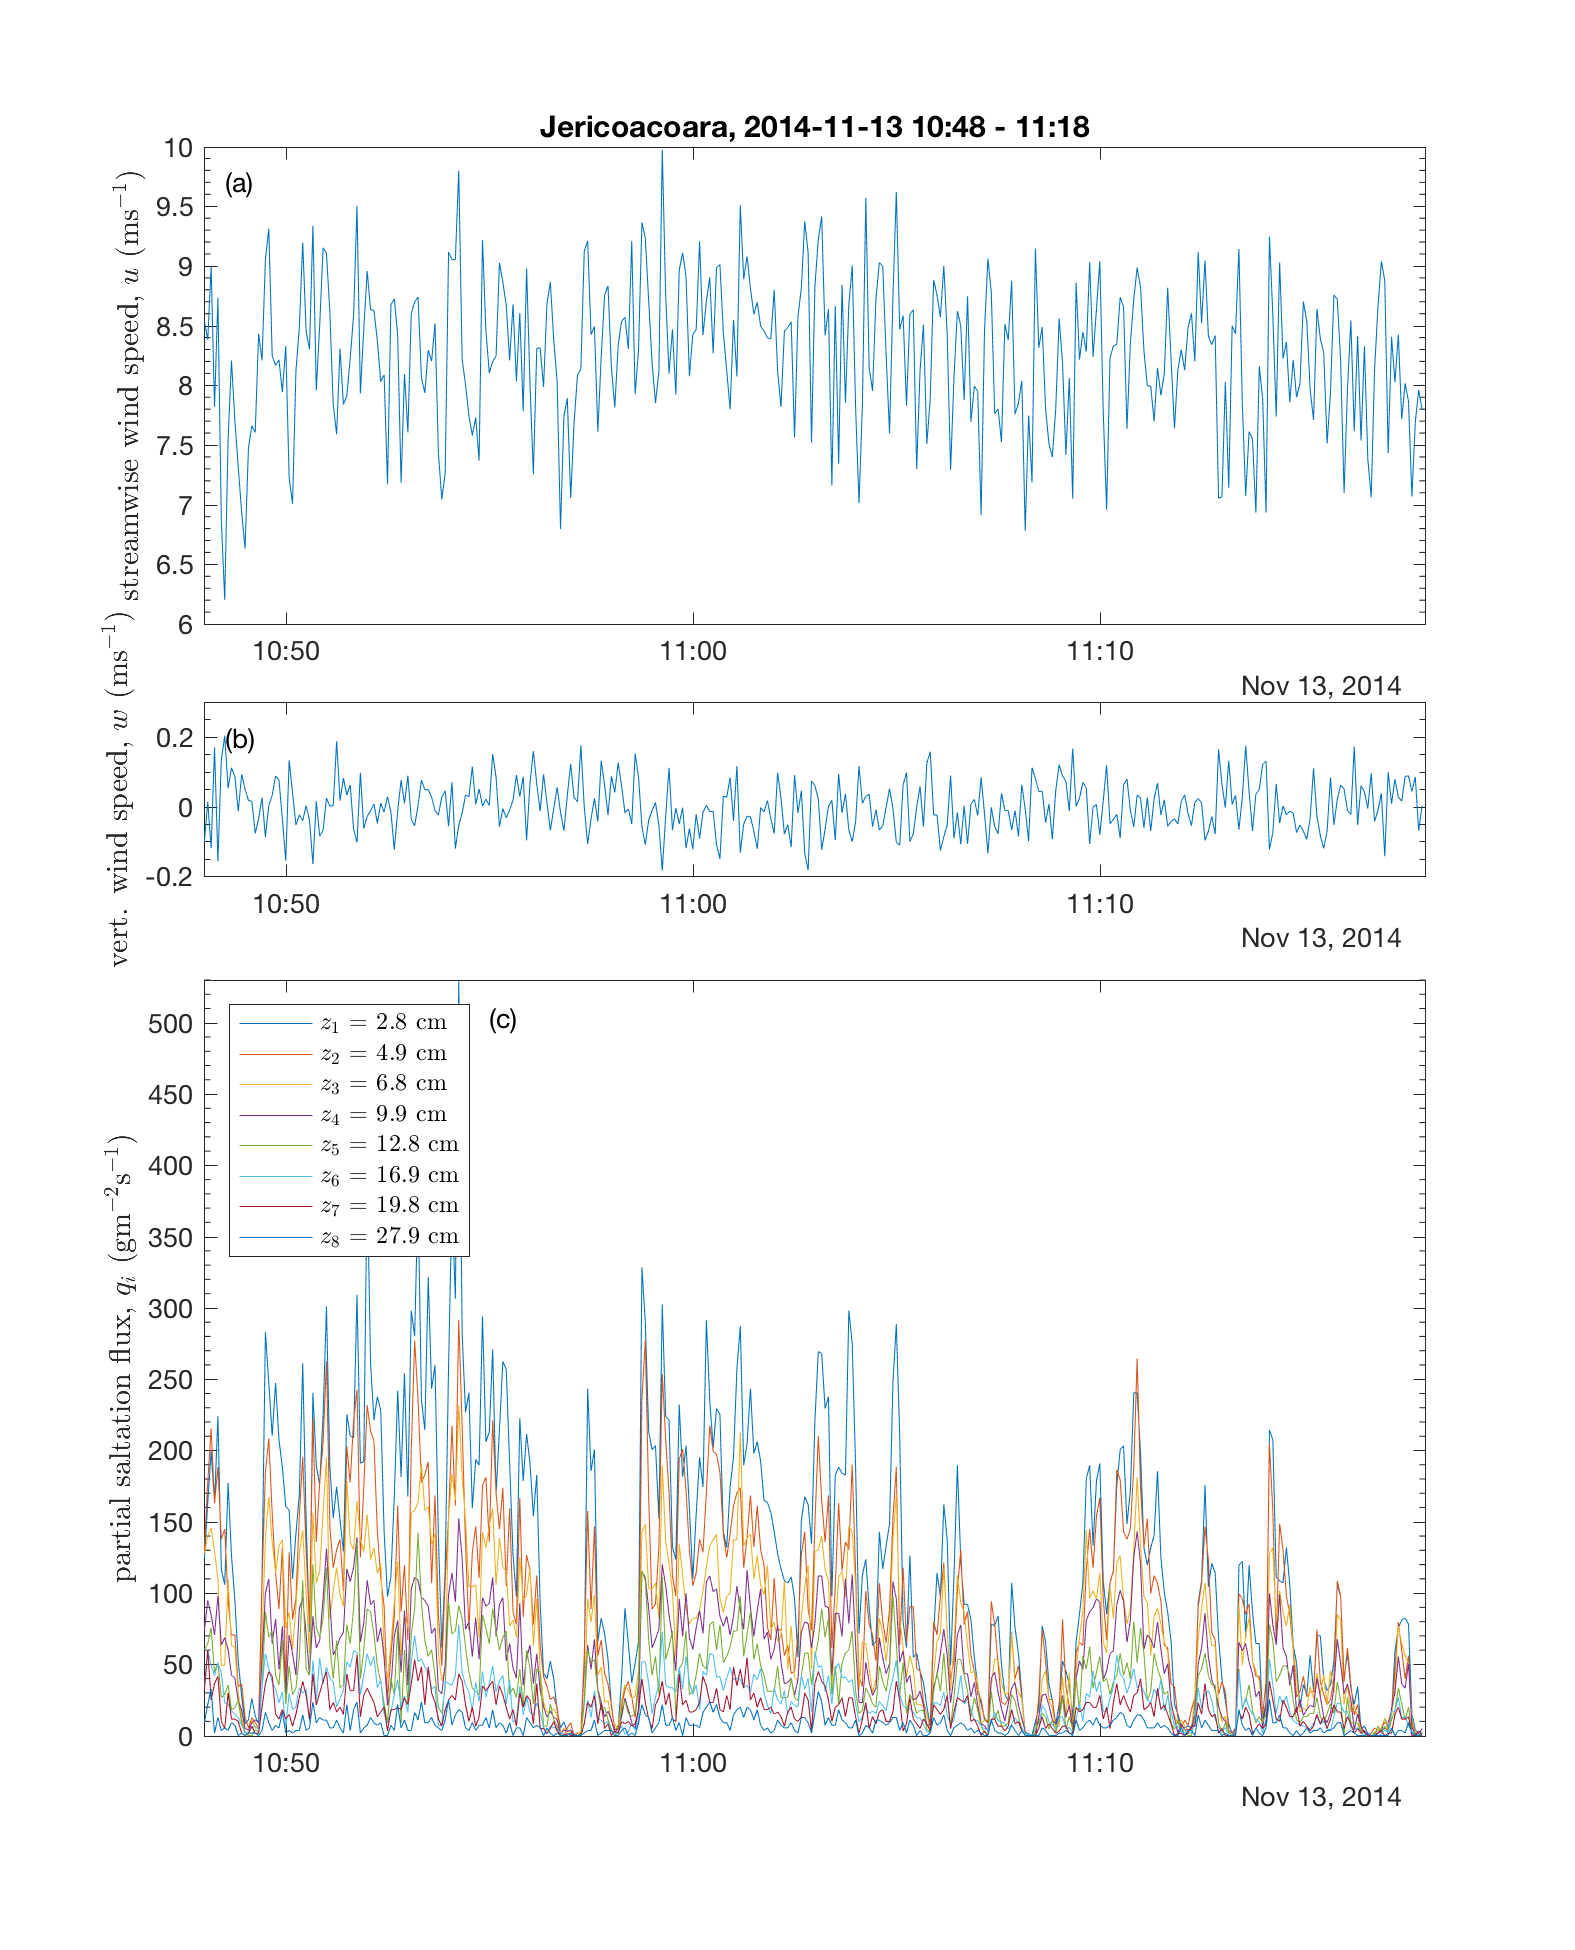 Jericoacoara, 2014-11-13 10:48 - 11:18
(a)
streamwise wind speed, u (ms⁻¹)
10
9.5
9
8.5
8
7.5
7
6.5
6
10:50 11:00 11:10
Nov 13, 2014
(b)
vert. wind speed, w (ms⁻¹)
0.2
0
-0.2
10:50 11:00 11:10
Nov 13, 2014
(c)
partial saltation flux, qᵢ (gm⁻²s⁻¹)
500
450
400
350
300
250
200
150
100
50
0
z₁ = 2.8 cm
z₂ = 4.9 cm
z₃ = 6.8 cm
z₄ = 9.9 cm
z₅ = 12.8 cm
z₆ = 16.9 cm
z₇ = 19.8 cm
z₈ = 27.9 cm
10:50 11:00 11:10
Nov 13, 2014